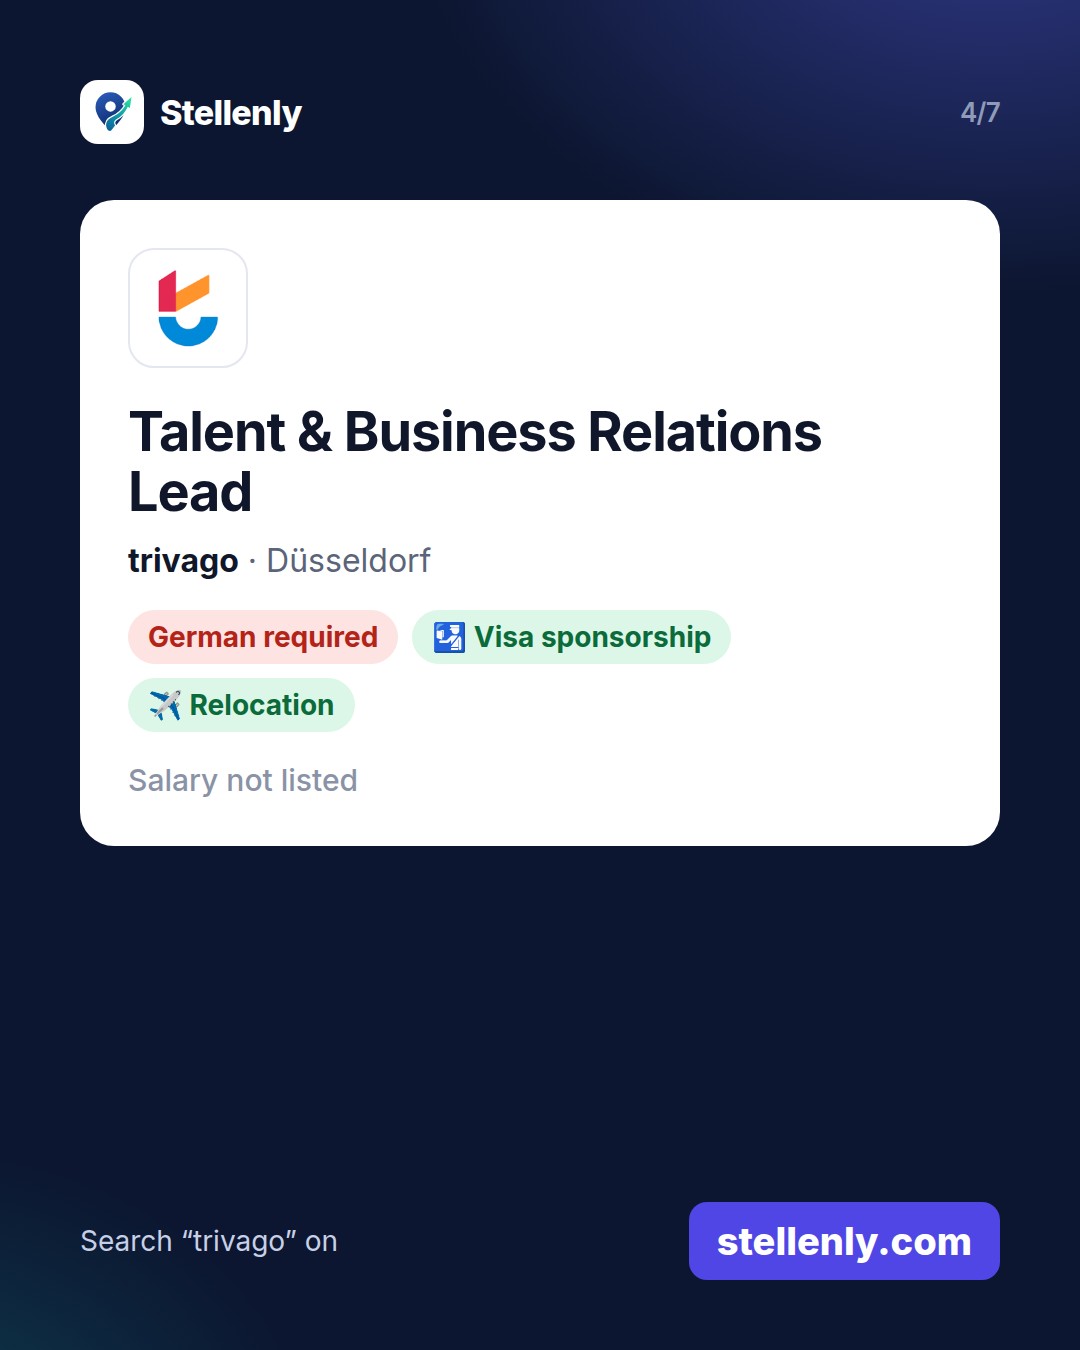 Stellenly
4/7
Talent & Business Relations
Lead
trivago · Düsseldorf
German required
🛂 Visa sponsorship
✈️ Relocation
Salary not listed
Search “trivago” on
stellenly.com